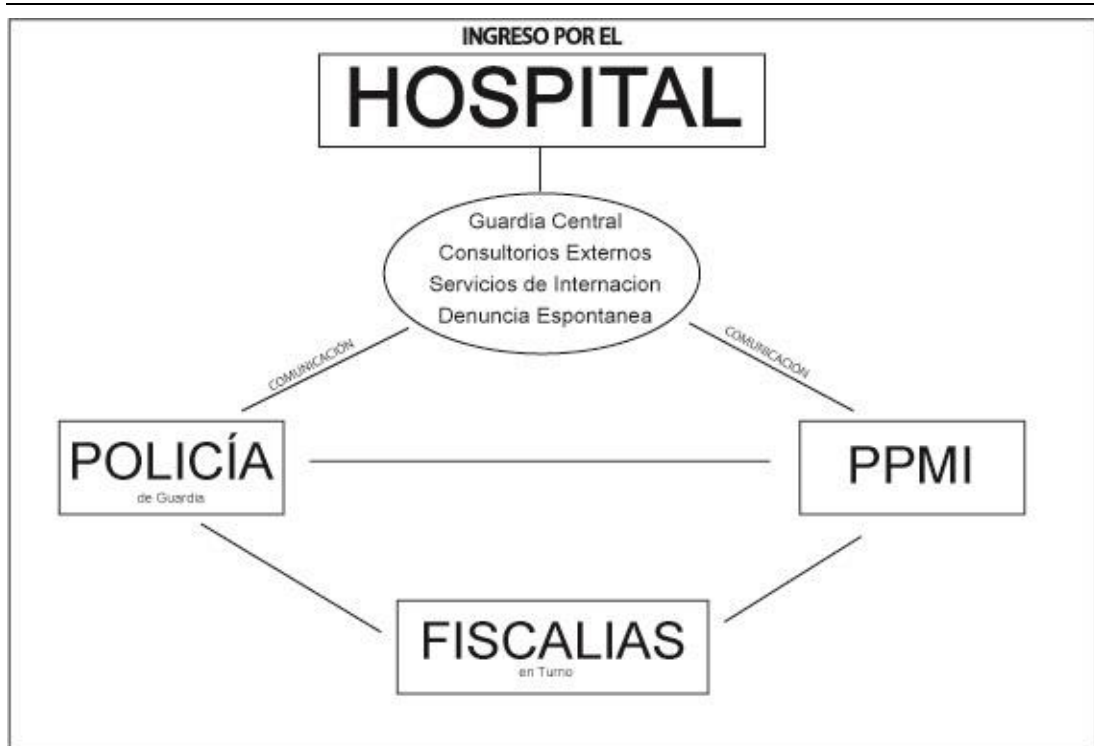 INGRESO POR EL
HOSPITAL
Guardia Central
Consultorios Externos
Servicios de Internacion
Denuncia Espontanea
COMUNICACIÓN
COMUNICACIÓN
POLICÍA
de Guardia
PPMI
FISCALIAS
en Turno